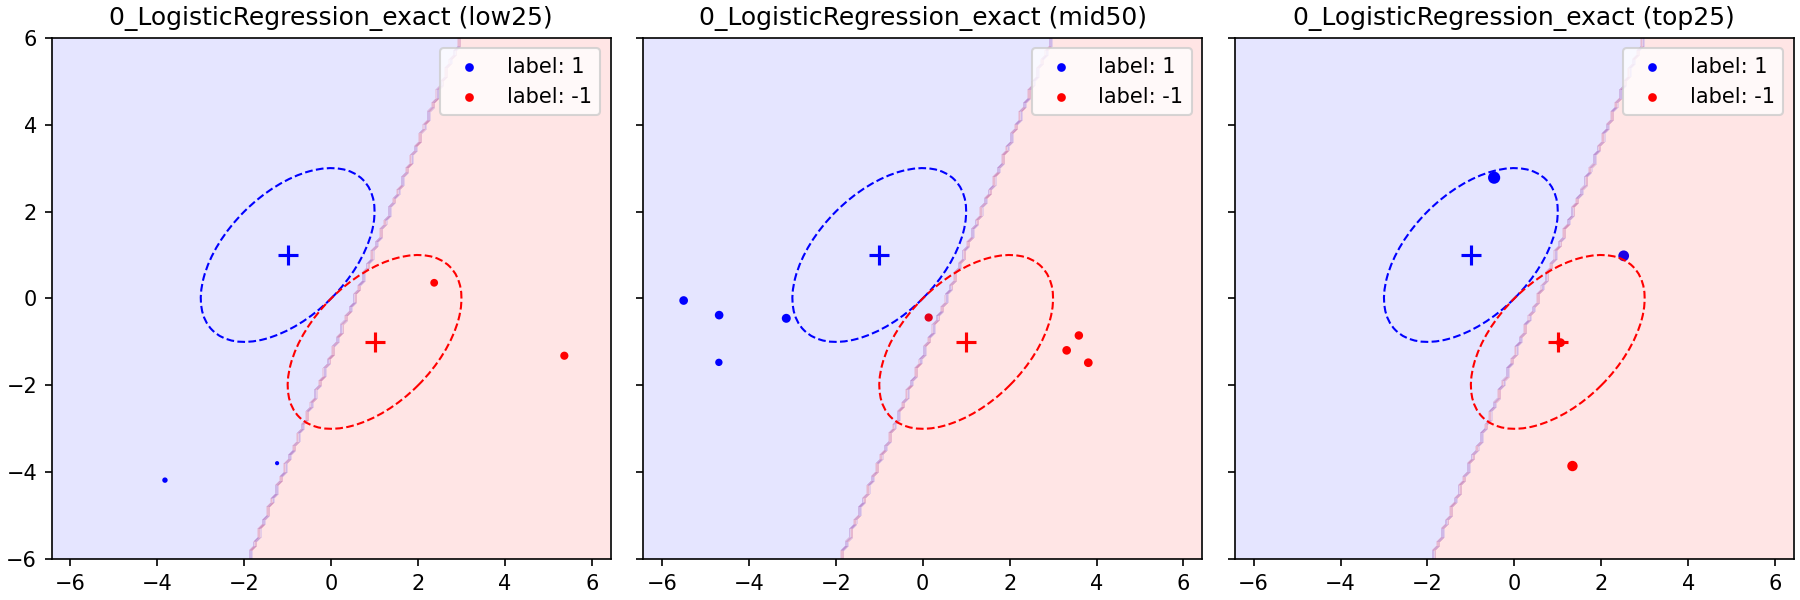 0_LogisticRegression_exact (low25)
label: 1
label: -1
6
4
2
0
−2
−4
−6
−6 −4 −2 0 2 4 6
0_LogisticRegression_exact (mid50)
label: 1
label: -1
−6 −4 −2 0 2 4 6
0_LogisticRegression_exact (top25)
label: 1
label: -1
−6 −4 −2 0 2 4 6